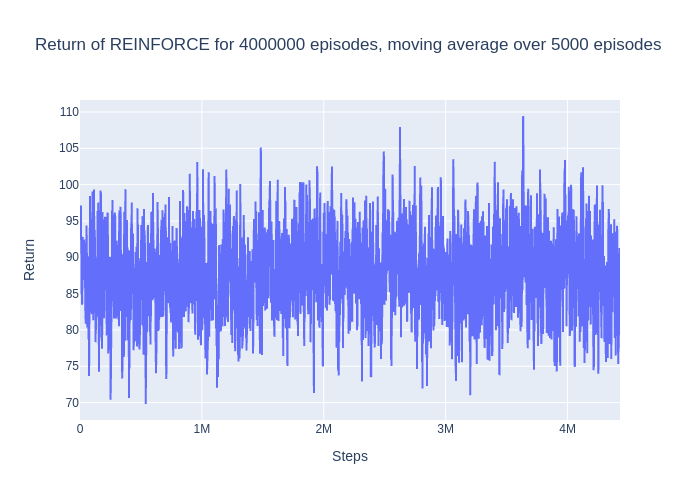 Return of REINFORCE for 4000000 episodes, moving average over 5000 episodes
110
105
100
95
90
85
80
75
70
Return
0 1M 2M 3M 4M
Steps